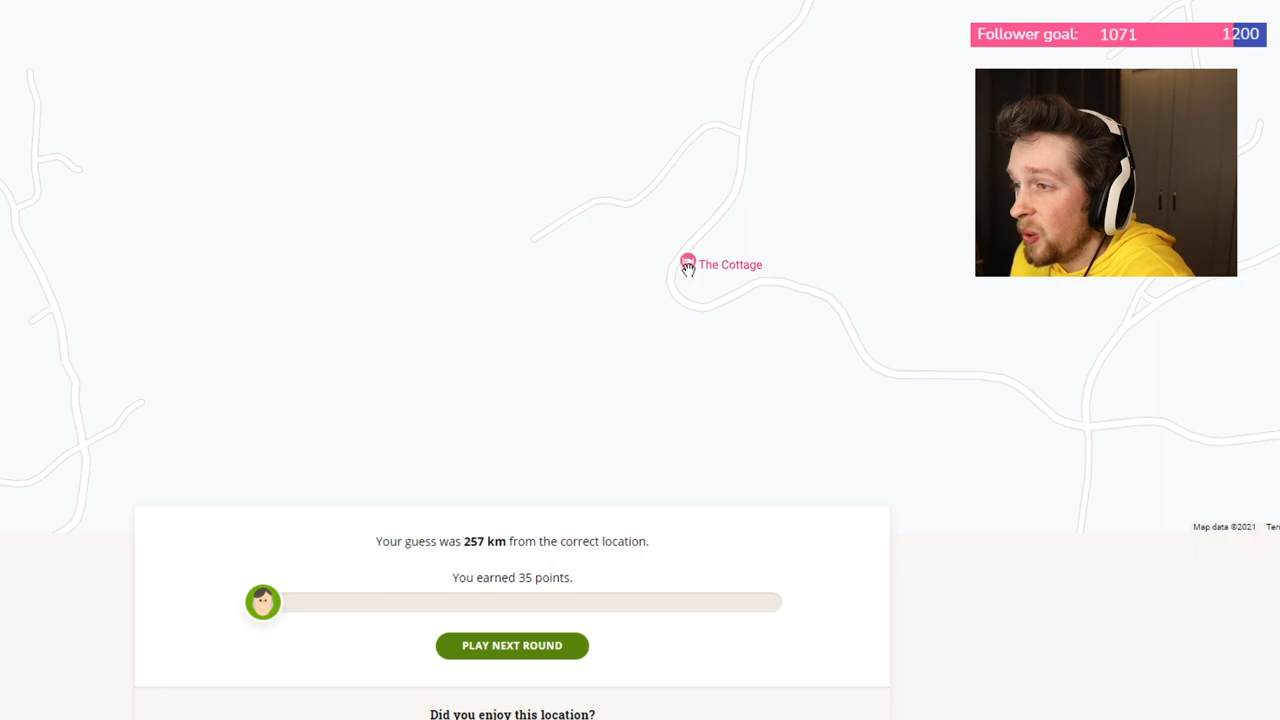 Follower goal: 1071 1200
The Cottage
Map data ©2021
Your guess was 257 km from the correct location.
You earned 35 points.
PLAY NEXT ROUND
Did you enjoy this location?